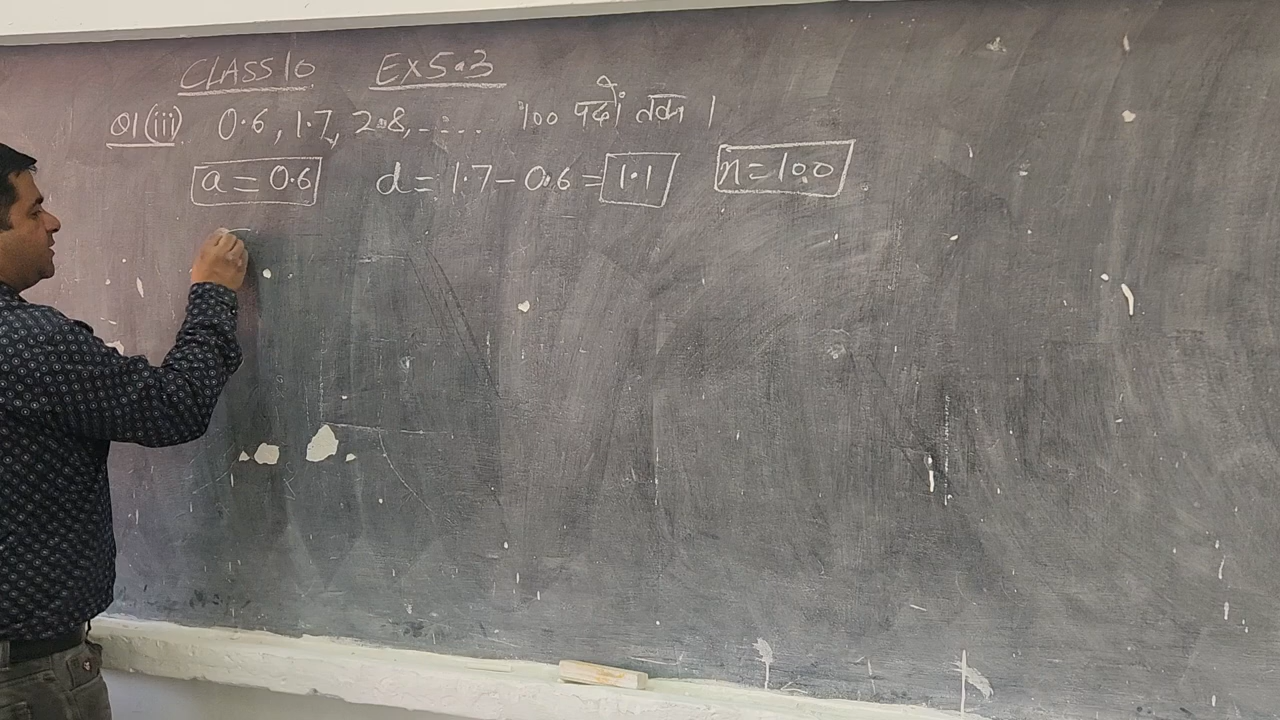 CLASS 10 EX 5.3
Q1(iii) 0.6, 1.7, 2.8, ..... 100 पदों तक ।
a = 0.6 d = 1.7 - 0.6 = 1.1 n = 100